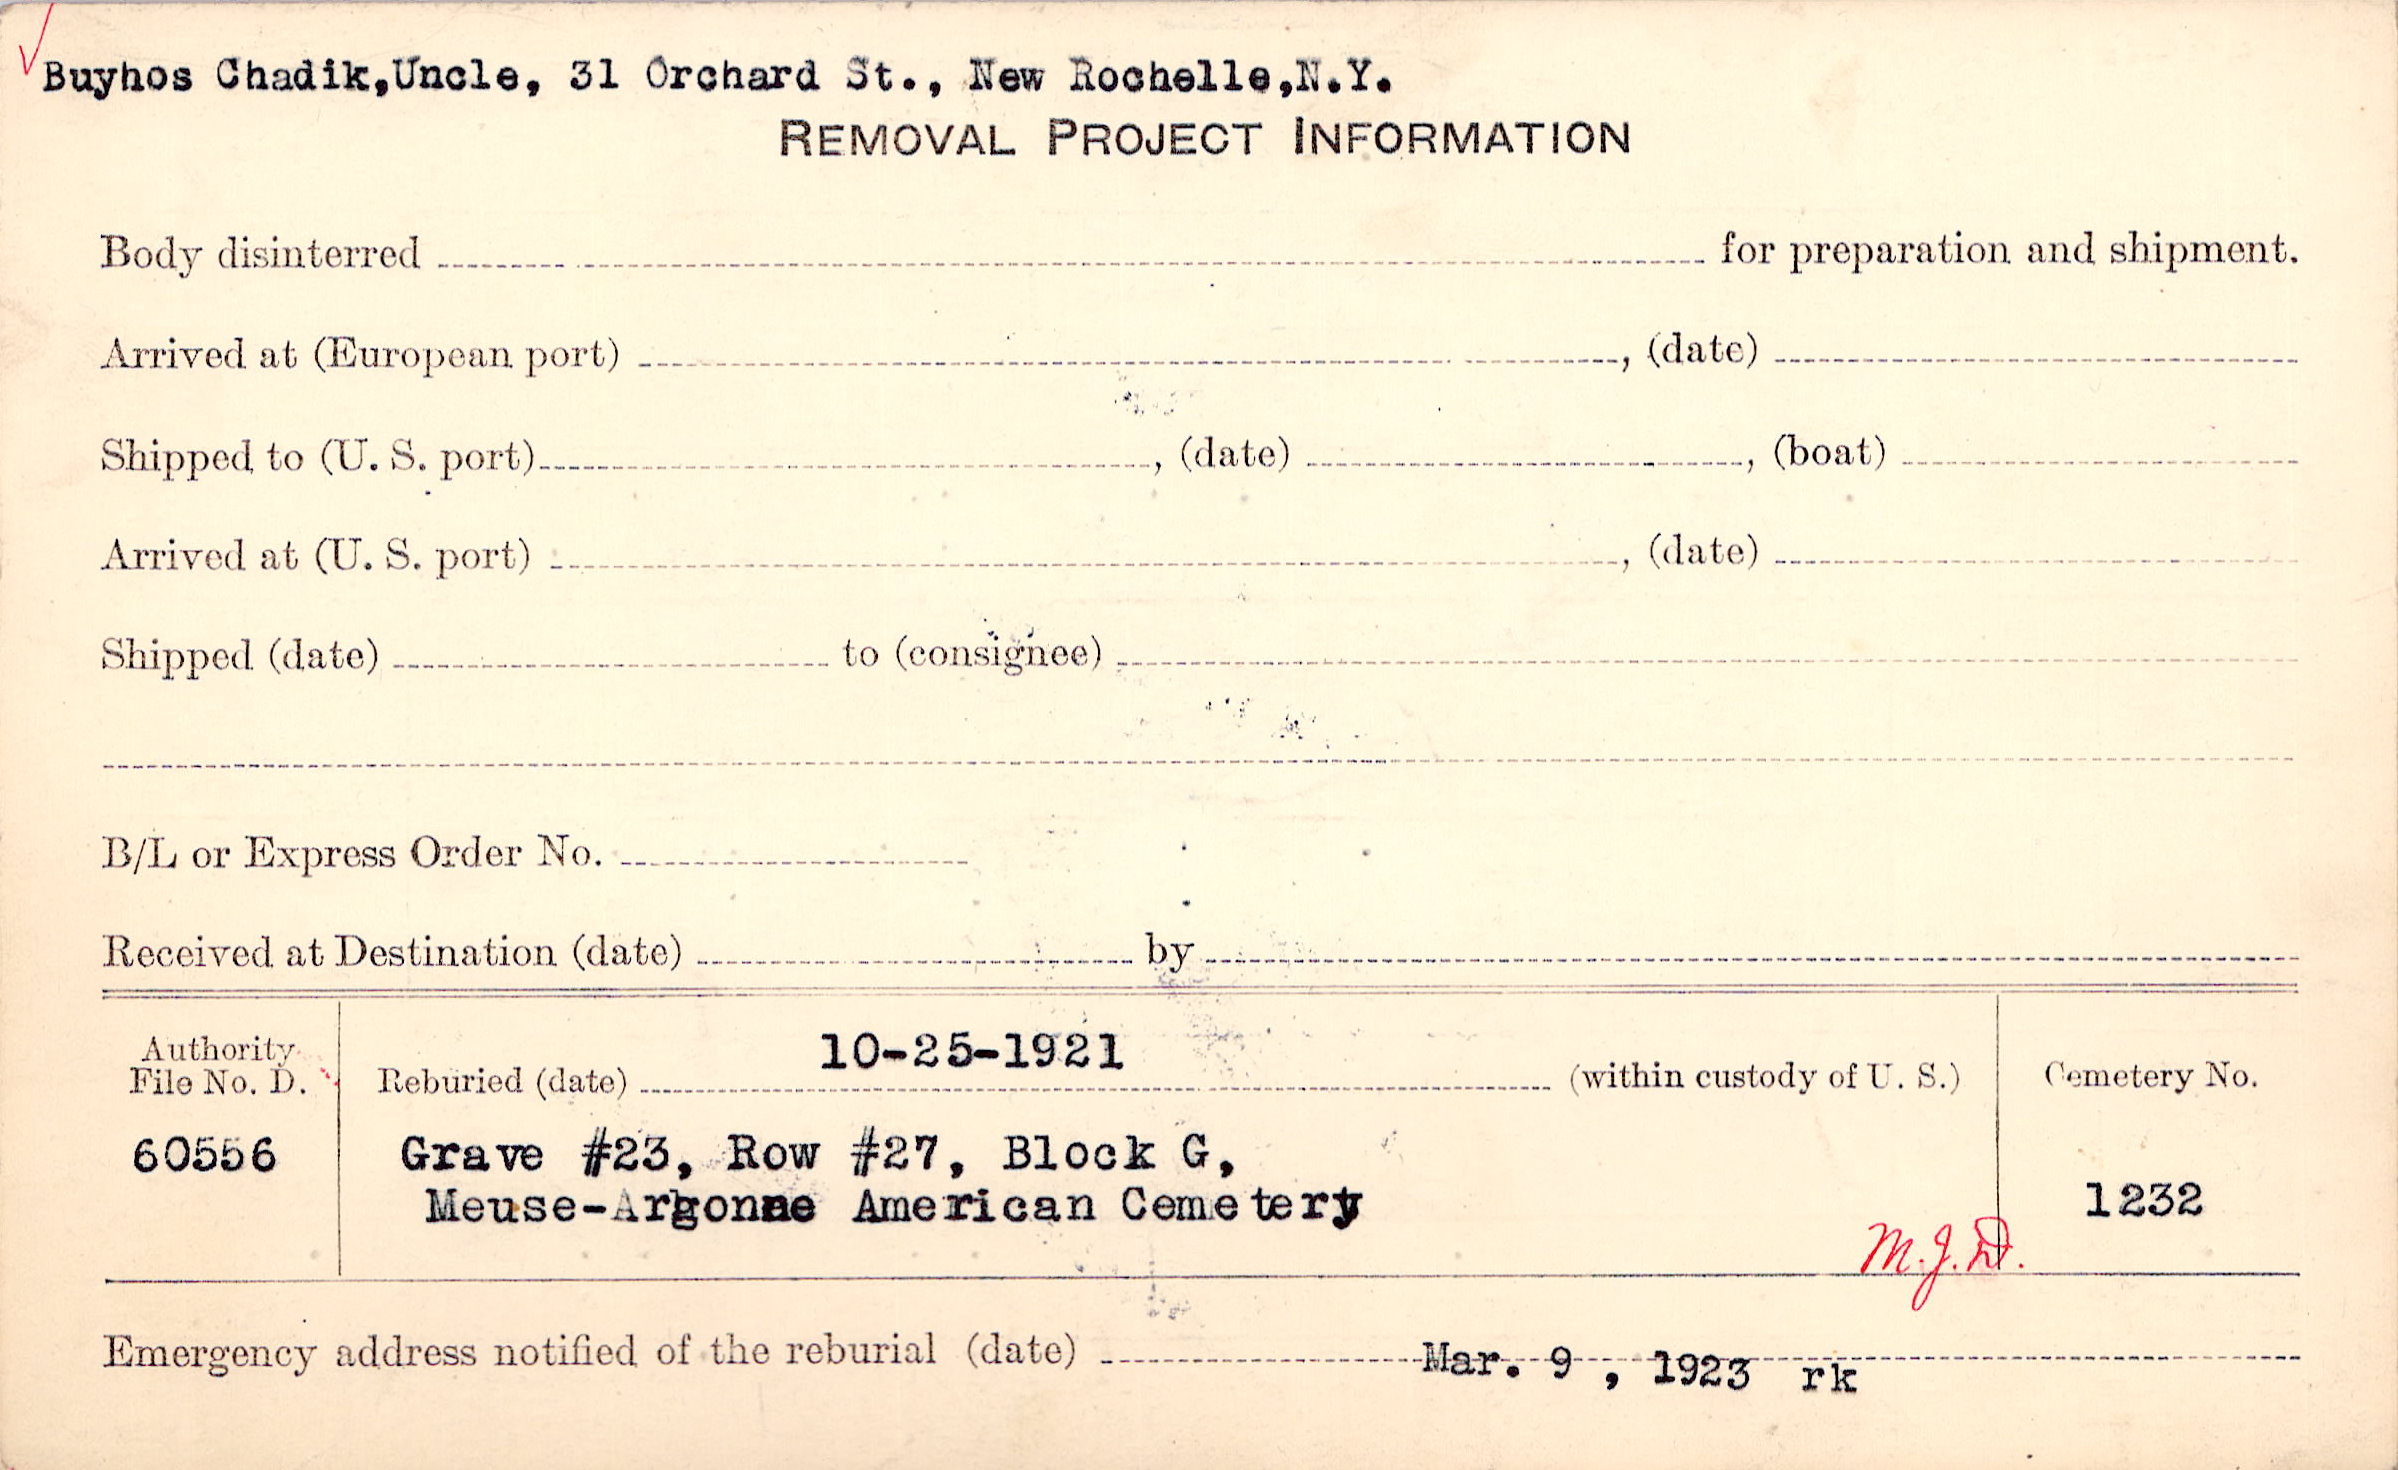 Buyhos Chadik,Uncle, 31 Orchard St., New Rochelle,N.Y.
REMOVAL PROJECT INFORMATION
Body disinterred for preparation and shipment.
Arrived at (European port) , (date)
Shipped to (U. S. port) , (date) , (boat)
Arrived at (U. S. port) , (date)
Shipped (date) to (consignee)
B/L or Express Order No.
Received at Destination (date) by
Authority
File No. D.
60556
10-25-1921
Reburied (date) (within custody of U. S.)
Grave #23, Row #27, Block G,
Meuse-Argonne American Cemetery
Cemetery No.
1232
M.J.D.
Emergency address notified of the reburial (date) Mar. 9 , 1923 rk